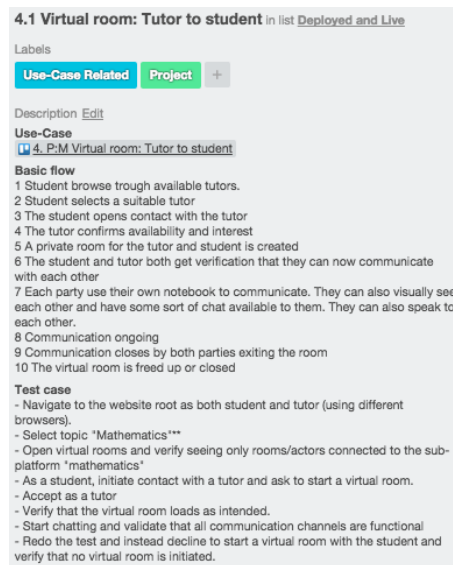 4.1 Virtual room: Tutor to student in list Deployed and Live
Labels
Use-Case Related Project +
Description Edit
Use-Case
4. P:M Virtual room: Tutor to student
Basic flow
1 Student browse trough available tutors.
2 Student selects a suitable tutor
3 The student opens contact with the tutor
4 The tutor confirms availability and interest
5 A private room for the tutor and student is created
6 The student and tutor both get verification that they can now communicate
with each other
7 Each party use their own notebook to communicate. They can also visually see
each other and have some sort of chat available to them. They can also speak to
each other.
8 Communication ongoing
9 Communication closes by both parties exiting the room
10 The virtual room is freed up or closed
Test case
- Navigate to the website root as both student and tutor (using different
browsers).
- Select topic "Mathematics"**
- Open virtual rooms and verify seeing only rooms/actors connected to the sub-
platform "mathematics"
- As a student, initiate contact with a tutor and ask to start a virtual room.
- Accept as a tutor
- Verify that the virtual room loads as intended.
- Start chatting and validate that all communication channels are functional
- Redo the test and instead decline to start a virtual room with the student and
verify that no virtual room is initiated.